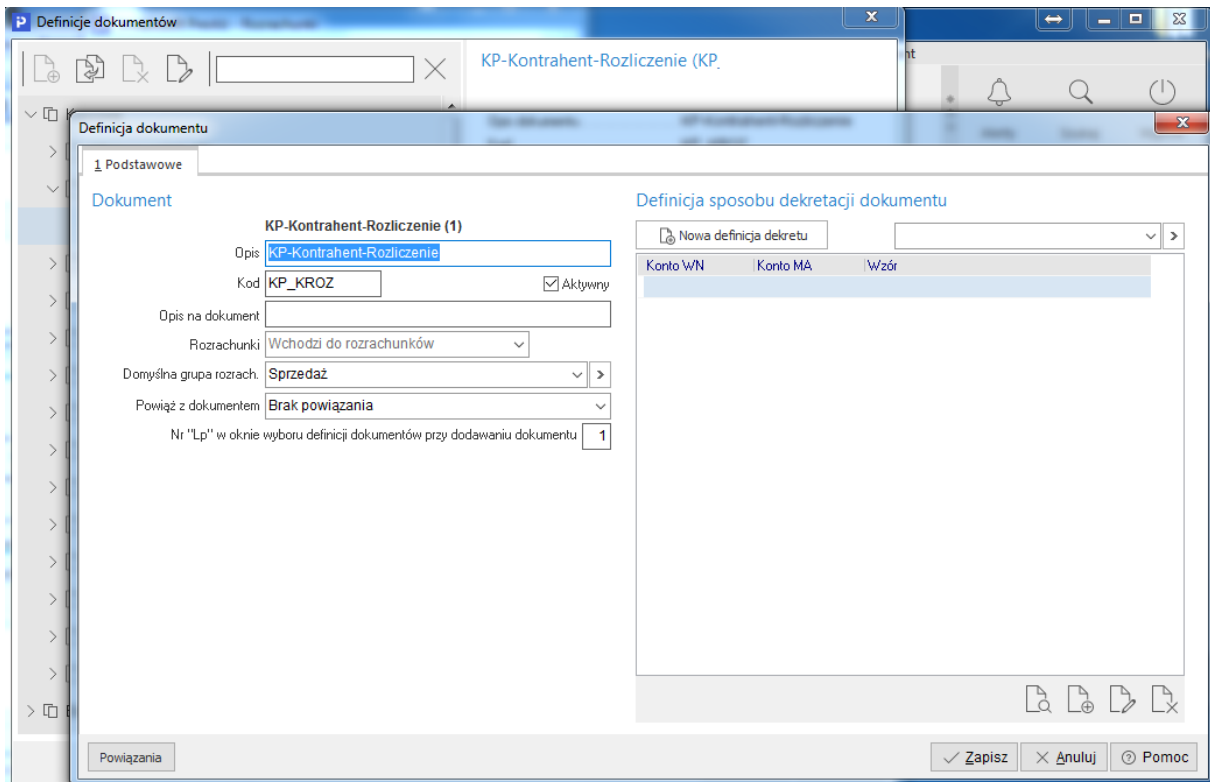 Definicje dokumentów
KP-Kontrahent-Rozliczenie (KP_
nt
Definicja dokumentu
1 Podstawowe
Dokument
KP-Kontrahent-Rozliczenie (1)
Opis KP-Kontrahent-Rozliczenie
Kod KP_KROZ Aktywny
Opis na dokument
Rozrachunki Wchodzi do rozrachunków
Domyślna grupa rozrach. Sprzedaż
Powiąż z dokumentem Brak powiązania
Nr "Lp" w oknie wyboru definicji dokumentów przy dodawaniu dokumentu 1
Definicja sposobu dekretacji dokumentu
Nowa definicja dekretu
Konto WN Konto MA Wzór
Powiązania
Zapisz Anuluj Pomoc